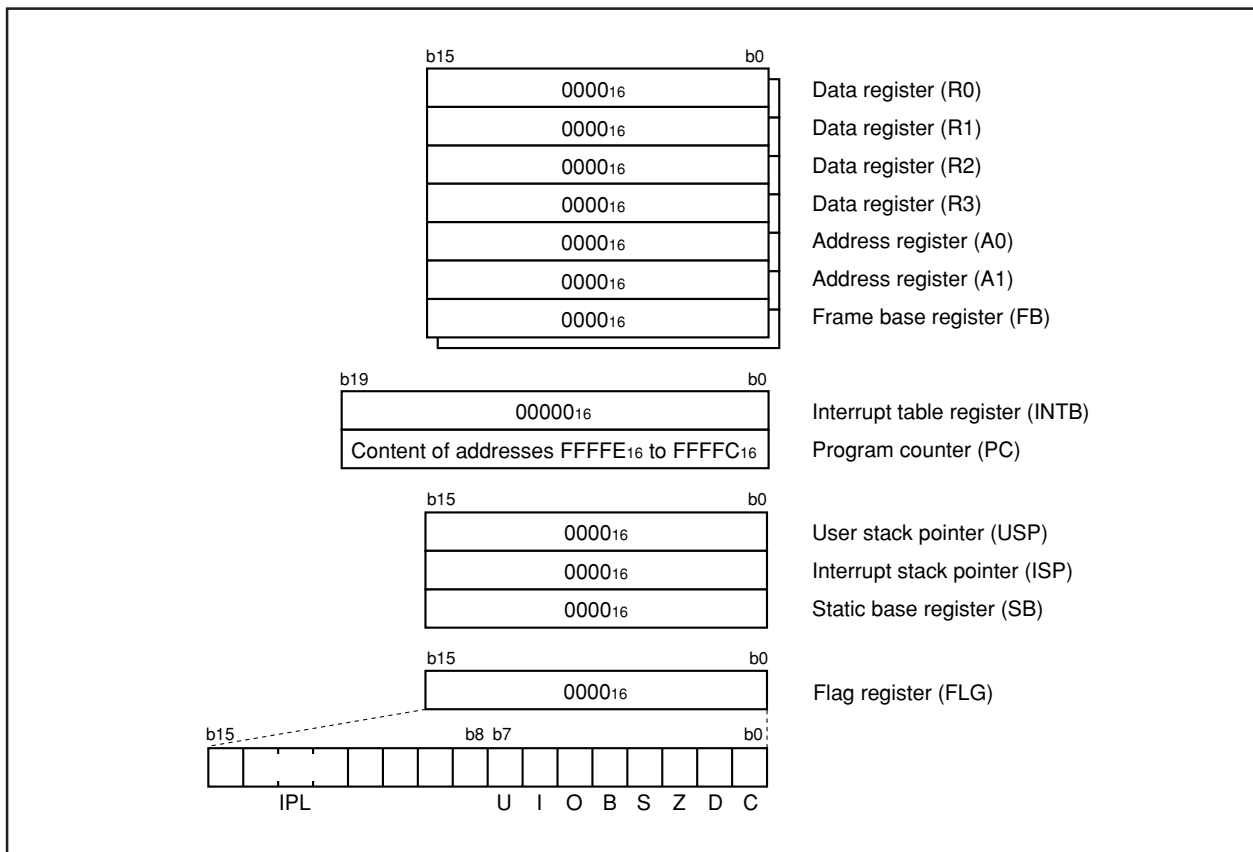 b15 b0
0000₁₆ Data register (R0)
0000₁₆ Data register (R1)
0000₁₆ Data register (R2)
0000₁₆ Data register (R3)
0000₁₆ Address register (A0)
0000₁₆ Address register (A1)
0000₁₆ Frame base register (FB)
b19 b0
00000₁₆ Interrupt table register (INTB)
Content of addresses FFFFE₁₆ to FFFFC₁₆ Program counter (PC)
b15 b0
0000₁₆ User stack pointer (USP)
0000₁₆ Interrupt stack pointer (ISP)
0000₁₆ Static base register (SB)
b15 b0
0000₁₆ Flag register (FLG)
b15 b8 b7 b0
IPL U I O B S Z D C